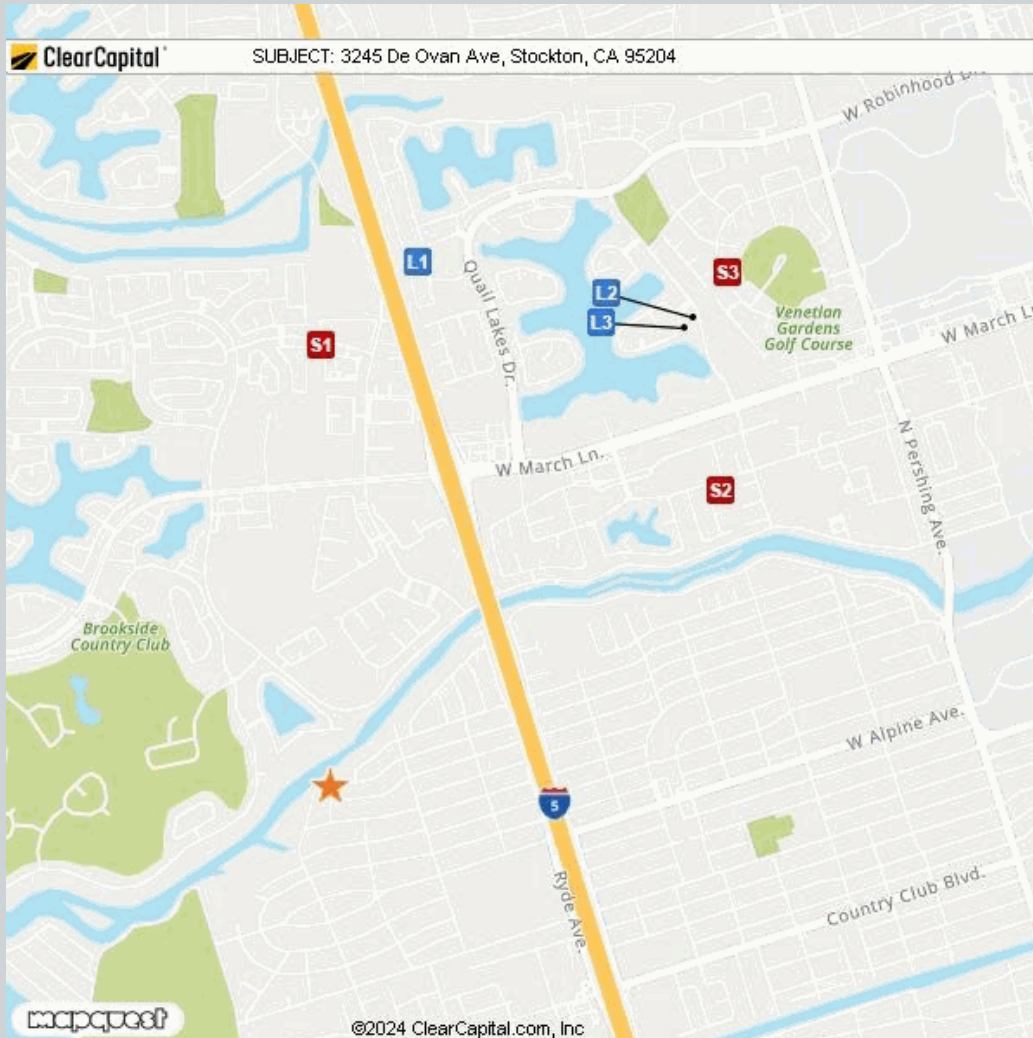 ClearCapital
SUBJECT: 3245 De Ovan Ave, Stockton, CA 95204
W Robinhood Dr.
L1
Quail Lakes Dr.
S3
L2
L3
Venetian
Gardens
Golf Course
W March Ln.
S1
W March Ln.
S2
N Pershing Ave.
Brookside
Country Club
W Alpine Ave.
5
Ryde Ave.
Country Club Blvd.
mapquest
©2024 ClearCapital.com, Inc